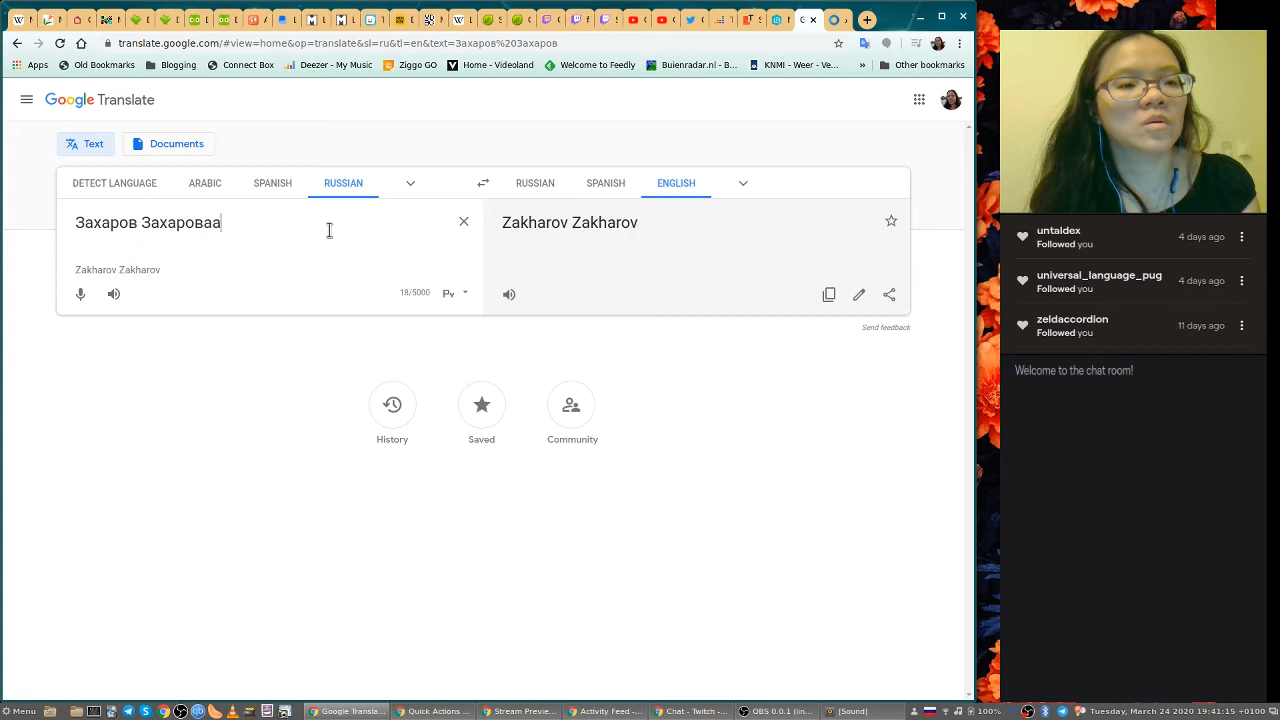 translate.google.com/#view=home&op=translate&sl=ru&tl=en&text=Захаров%20Захаров
Apps
Old Bookmarks
Blogging
Connect Box
Deezer - My Music
Ziggo GO
Home - Videoland
Welcome to Feedly
Buienradar.nl - B...
KNMI - Weer - Ve...
»
Other bookmarks
Google Translate
Text
Documents
DETECT LANGUAGE
ARABIC
SPANISH
RUSSIAN
RUSSIAN
SPANISH
ENGLISH
Захаров Захароваа
Zakharov Zakharov
Zakharov Zakharov
18/5000
Send feedback
History
Saved
Community
untaldex
Followed you
4 days ago
universal_language_pug
Followed you
4 days ago
zeldaccordion
Followed you
11 days ago
Welcome to the chat room!
Menu
Google Transla...
Quick Actions ...
Stream Preview...
Activity Feed -...
Chat - Twitch -...
OBS 0.0.1 (linu...
[Sound]
100%
Tuesday, March 24 2020 19:41:15 +0100